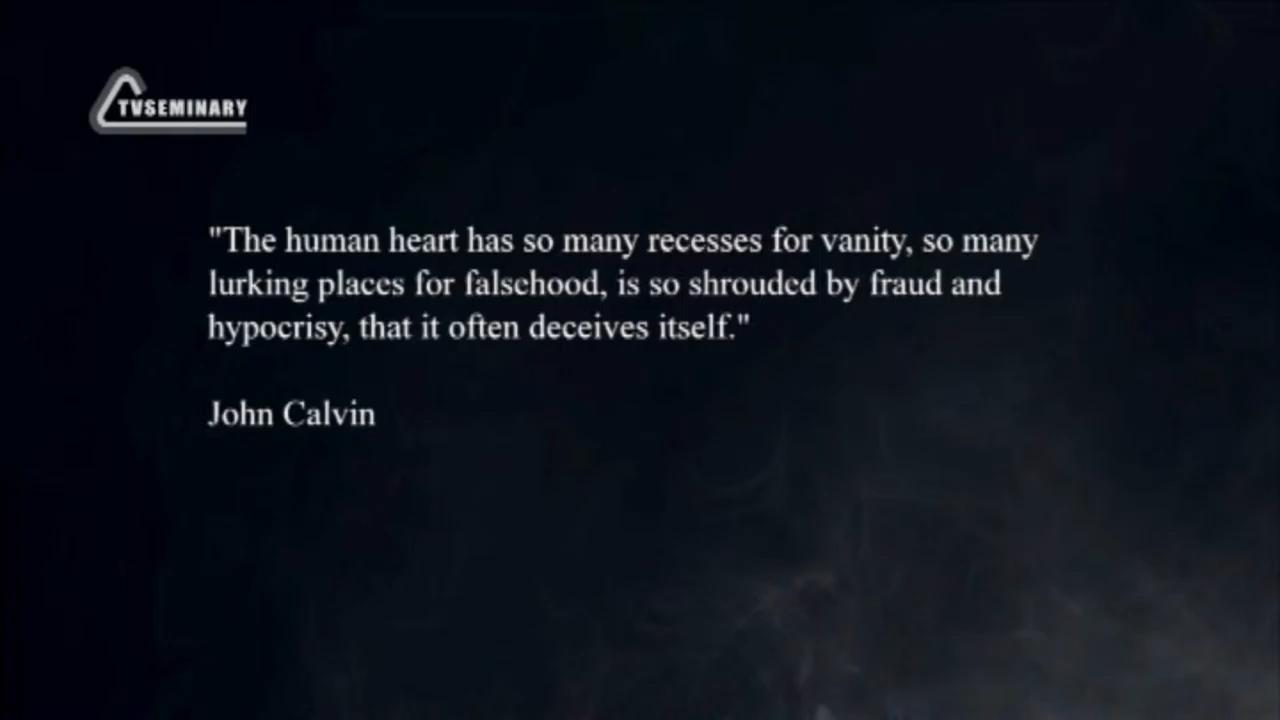 TVSEMINARY
"The human heart has so many recesses for vanity, so many
lurking places for falsehood, is so shrouded by fraud and
hypocrisy, that it often deceives itself."
John Calvin